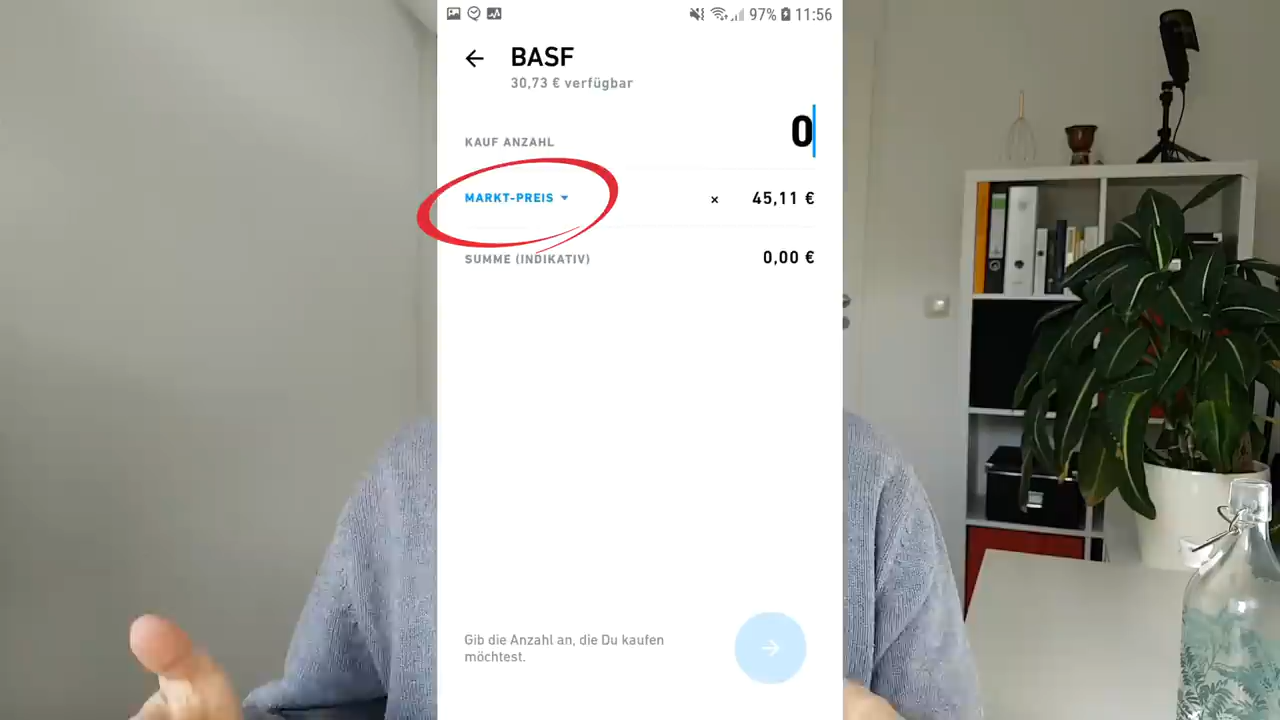 97% 11:56
BASF
30,73 € verfügbar
0
KAUF ANZAHL
MARKT-PREIS × 45,11 €
SUMME (INDIKATIV) 0,00 €
Gib die Anzahl an, die Du kaufen
möchtest.